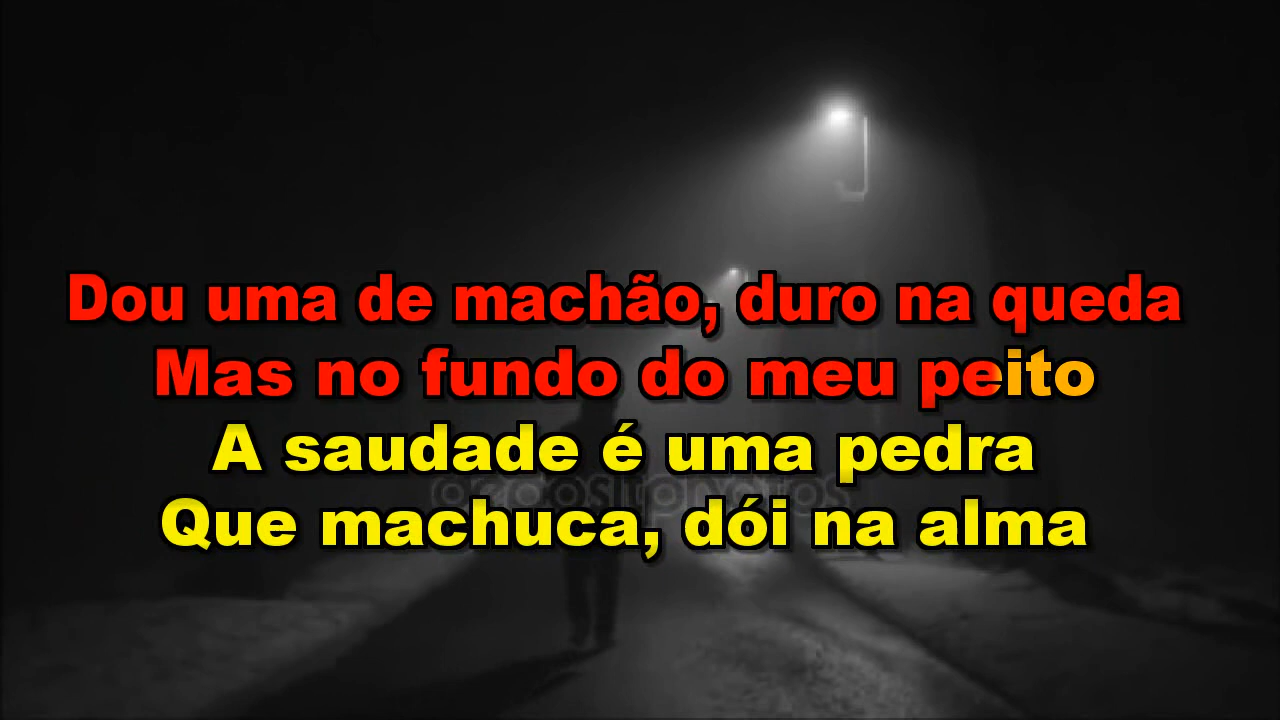 Dou uma de machão, duro na queda
Mas no fundo do meu peito
A saudade é uma pedra
Que machuca, dói na alma
depositphotos